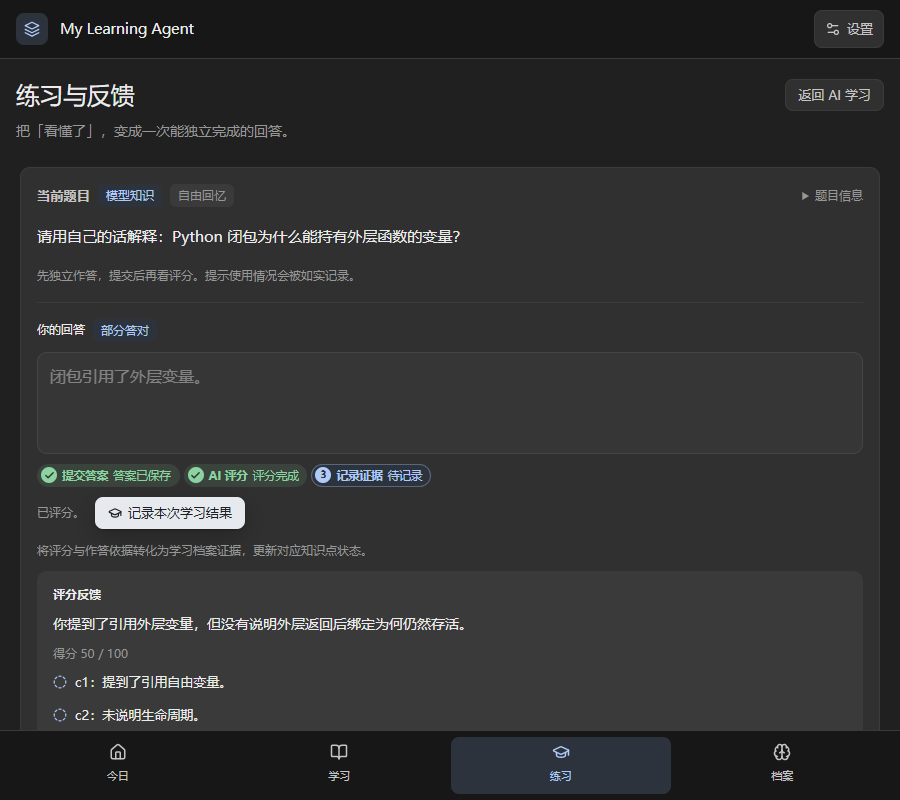 My Learning Agent
设置
练习与反馈
返回 AI 学习
把「看懂了」，变成一次能独立完成的回答。
当前题目 模型知识 自由回忆
题目信息
请用自己的话解释：Python 闭包为什么能持有外层函数的变量？
先独立作答，提交后再看评分。提示使用情况会被如实记录。
你的回答 部分答对
闭包引用了外层变量。
提交答案 答案已保存 AI 评分 评分完成 3 记录证据 待记录
已评分。 记录本次学习结果
将评分与作答依据转化为学习档案证据，更新对应知识点状态。
评分反馈
你提到了引用外层变量，但没有说明外层返回后绑定为何仍然存活。
得分 50 / 100
c1：提到了引用自由变量。
c2：未说明生命周期。
今日 学习 练习 档案